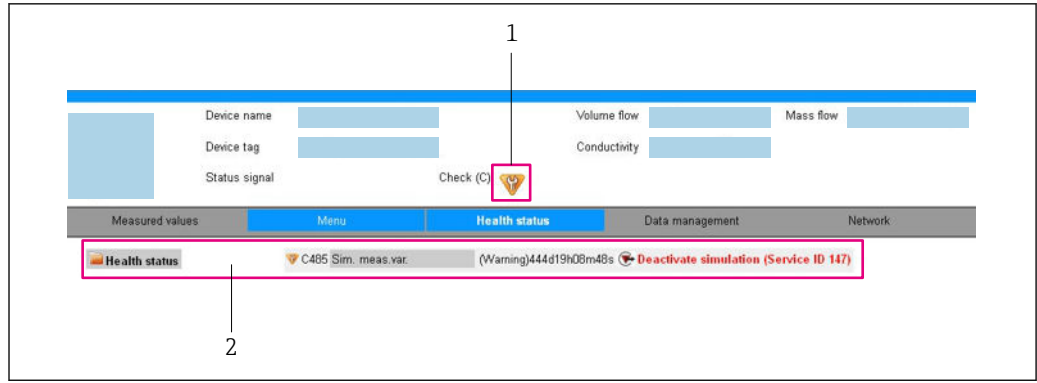 1
Device name Volume flow Mass flow
Device tag Conductivity
Status signal Check (C)
Measured values Menu Health status Data management Network
Health status C485 Sim. meas.var. (Warning)444d19h08m48s Deactivate simulation (Service ID 147)
2